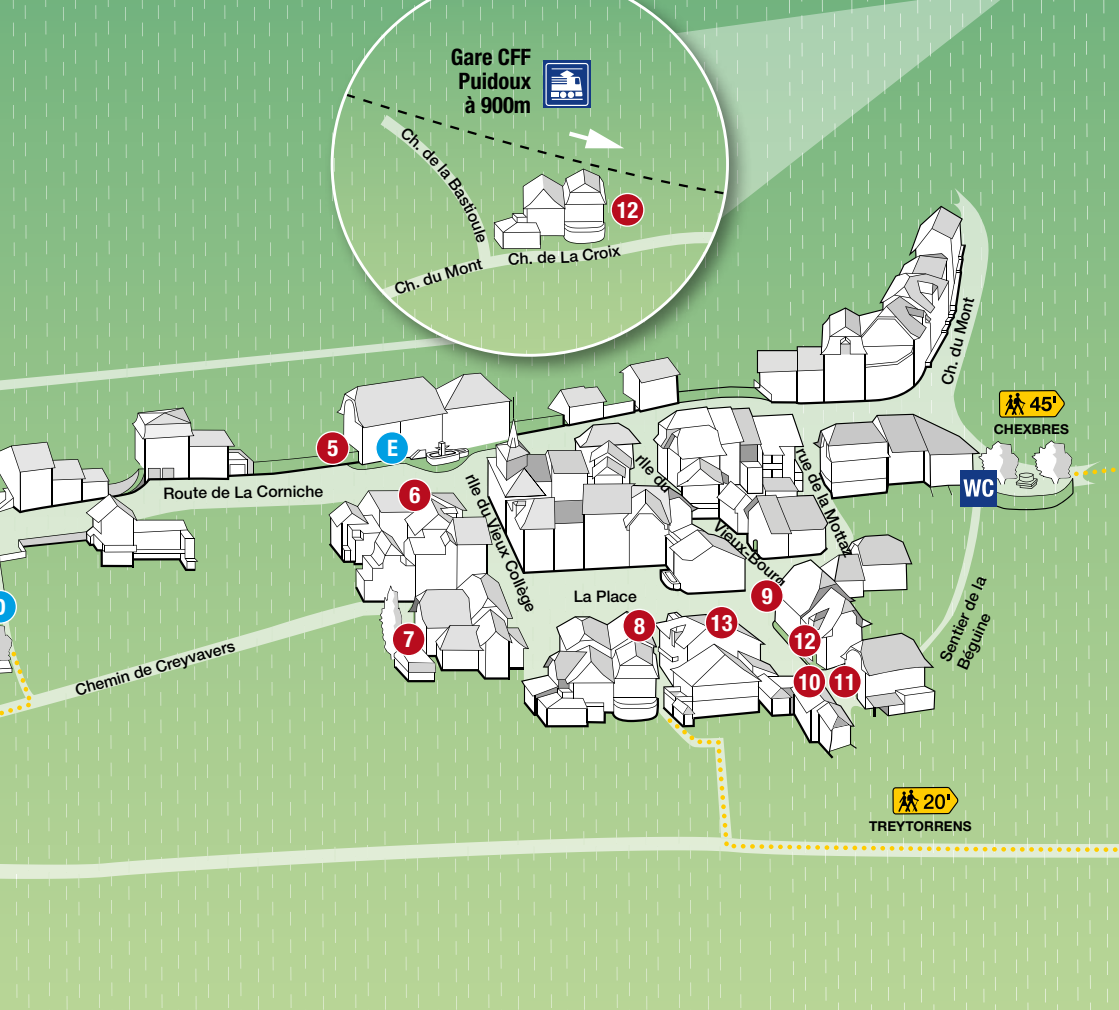 Gare CFF
Puidoux
à 900m
Ch. de la Bastioule
12
Ch. du Mont
Ch. de La Croix
Ch. du Mont
45'
CHEXBRES
5
E
WC
Route de La Corniche
6
rlle du Vieux Collège
rlle du
Vieux-Bourg
rue de la Mottaz
La Place
9
8
13
7
12
10
11
Sentier de la
Béguine
Chemin de Creyvavers
20'
TREYTORRENS